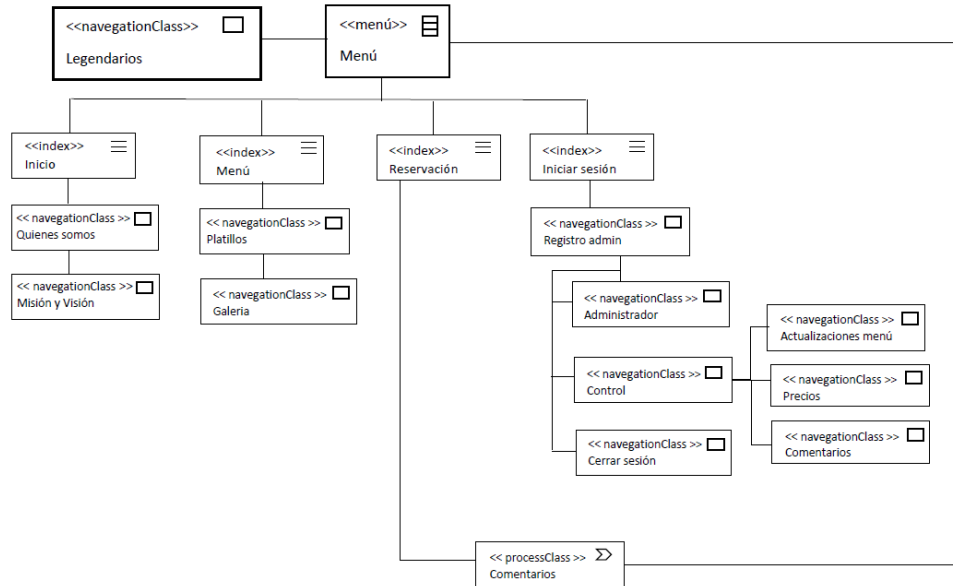 <<navegationClass>>
Legendarios
<<menú>>
Menú
<<index>>
Inicio
<<index>>
Menú
<<index>>
Reservación
<<index>>
Iniciar sesión
<< navegationClass >>
Quienes somos
<< navegationClass >>
Platillos
<< navegationClass >>
Registro admin
<< navegationClass >>
Misión y Visión
<< navegationClass >>
Galeria
<< navegationClass >>
Administrador
<< navegationClass >>
Actualizaciones menú
<< navegationClass >>
Control
<< navegationClass >>
Precios
<< navegationClass >>
Cerrar sesión
<< navegationClass >>
Comentarios
<< processClass >>
Comentarios